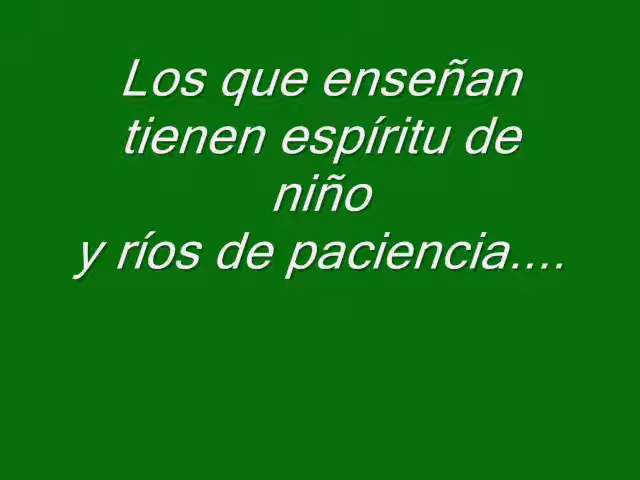 Los que enseñan
tienen espíritu de
niño
y ríos de paciencia....